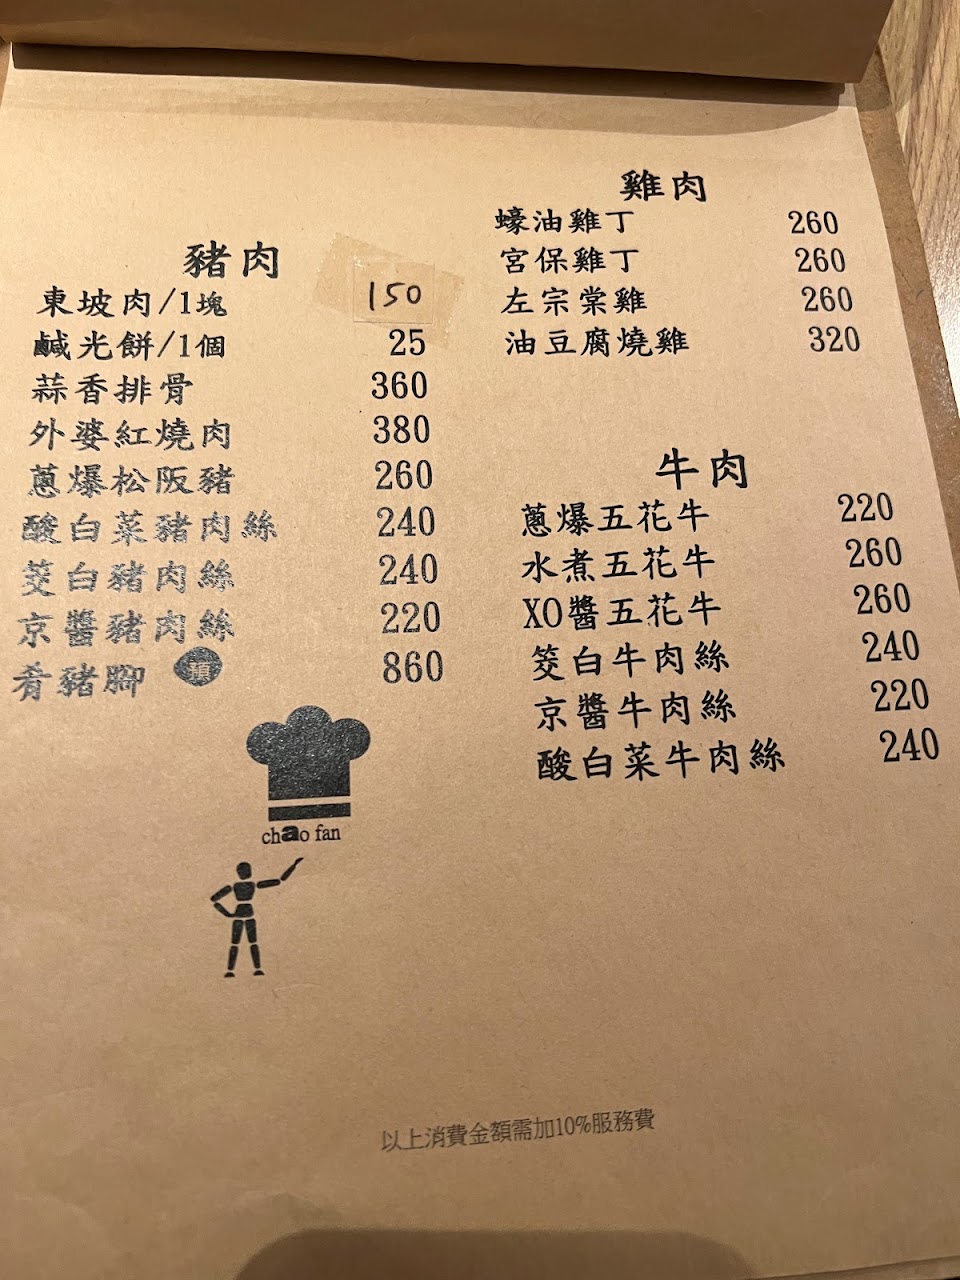 豬肉
東坡肉/1塊 150
鹹光餅/1個 25
蒜香排骨 360
外婆紅燒肉 380
蔥爆松阪豬 260
酸白菜豬肉絲 240
筊白豬肉絲 240
京醬豬肉絲 220
肴豬腳 預 860
chao fan
雞肉
蠔油雞丁 260
宮保雞丁 260
左宗棠雞 260
油豆腐燒雞 320
牛肉
蔥爆五花牛 220
水煮五花牛 260
XO醬五花牛 260
筊白牛肉絲 240
京醬牛肉絲 220
酸白菜牛肉絲 240
以上消費金額需加10%服務費